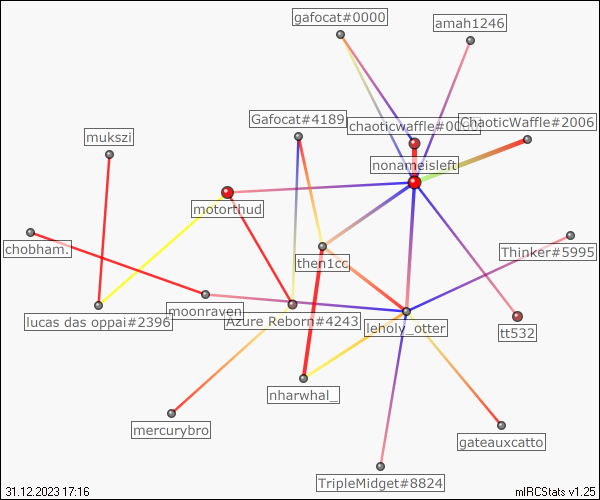 gafocat#0000
amah1246
Gafocat#4189
chaoticwaffle#00
ChaoticWaffle#2006
mukszi
nonameisleft
motorthud
chobham.
Thinker#5995
then1cc
moonraven
lucas das oppai#2396
Azure Reborn#4243
leholy_otter
tt532
nharwhal_
mercurybro
gateauxcatto
TripleMidget#8824
31.12.2023 17:16
mIRCStats v1.25